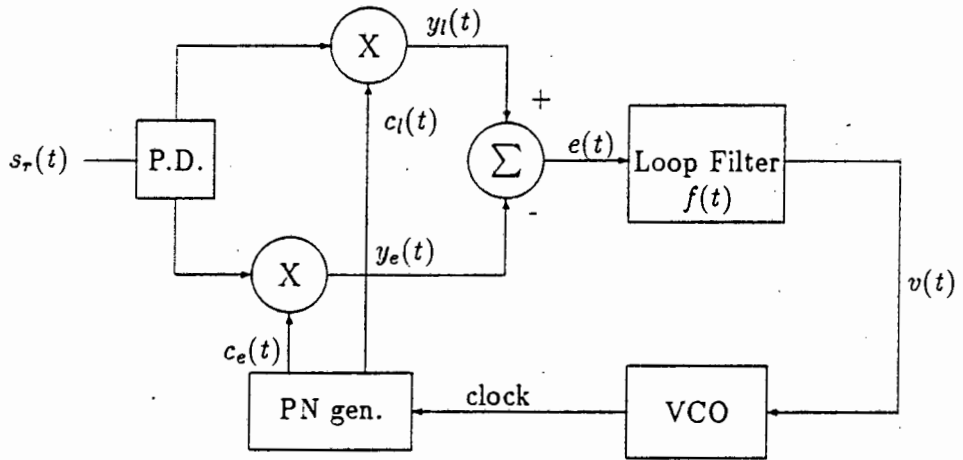 X
y_l(t)
+
c_l(t)
s_r(t)
P.D.
Σ
e(t)
Loop Filter
f(t)
-
y_e(t)
X
v(t)
c_e(t)
PN gen.
clock
VCO